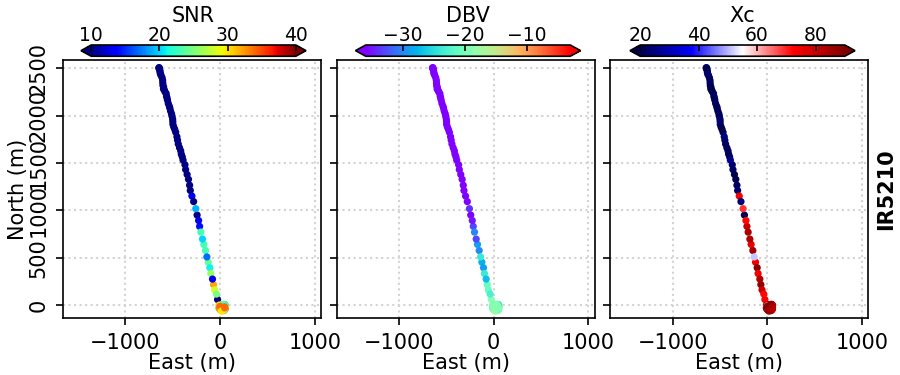 SNR DBV Xc
10 20 30 40 −30 −20 −10 20 40 60 80
2500
2000
1500
1000
500
0
North (m)
IR5210
−1000 0 1000 −1000 0 1000 −1000 0 1000
East (m) East (m) East (m)